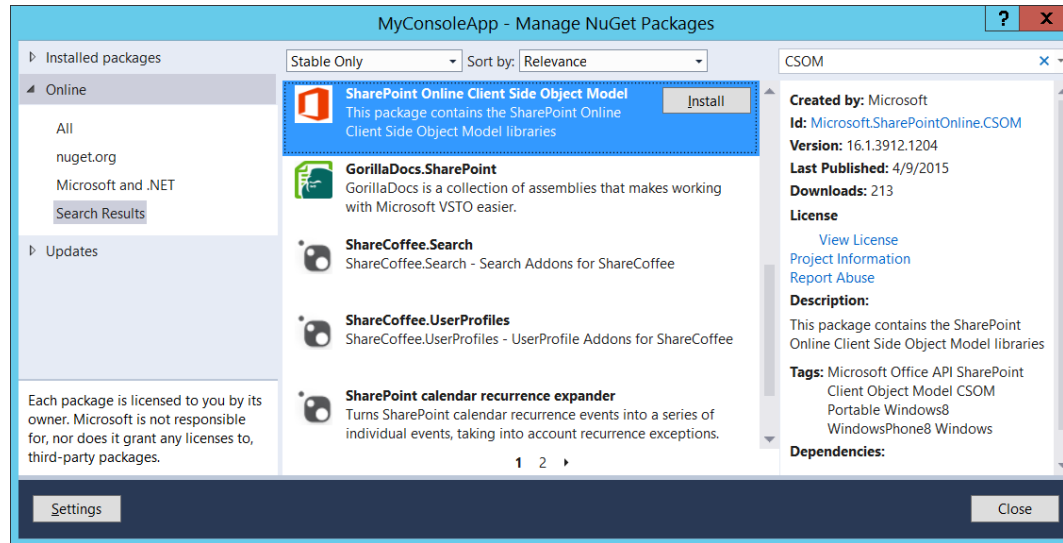 MyConsoleApp - Manage NuGet Packages
? X
Installed packages
Online
All
nuget.org
Microsoft and .NET
Search Results
Updates
Each package is licensed to you by its
owner. Microsoft is not responsible
for, nor does it grant any licenses to,
third-party packages.
Stable Only
Sort by: Relevance
SharePoint Online Client Side Object Model
This package contains the SharePoint Online
Client Side Object Model libraries
Install
GorillaDocs.SharePoint
GorillaDocs is a collection of assemblies that makes working
with Microsoft VSTO easier.
ShareCoffee.Search
ShareCoffee.Search - Search Addons for ShareCoffee
ShareCoffee.UserProfiles
ShareCoffee.UserProfiles - UserProfile Addons for ShareCoffee
SharePoint calendar recurrence expander
Turns SharePoint calendar recurrence events into a series of
individual events, taking into account recurrence exceptions.
1 2
CSOM
Created by: Microsoft
Id: Microsoft.SharePointOnline.CSOM
Version: 16.1.3912.1204
Last Published: 4/9/2015
Downloads: 213
License
View License
Project Information
Report Abuse
Description:
This package contains the SharePoint
Online Client Side Object Model libraries
Tags: Microsoft Office API SharePoint
Client Object Model CSOM
Portable Windows8
WindowsPhone8 Windows
Dependencies:
Settings
Close